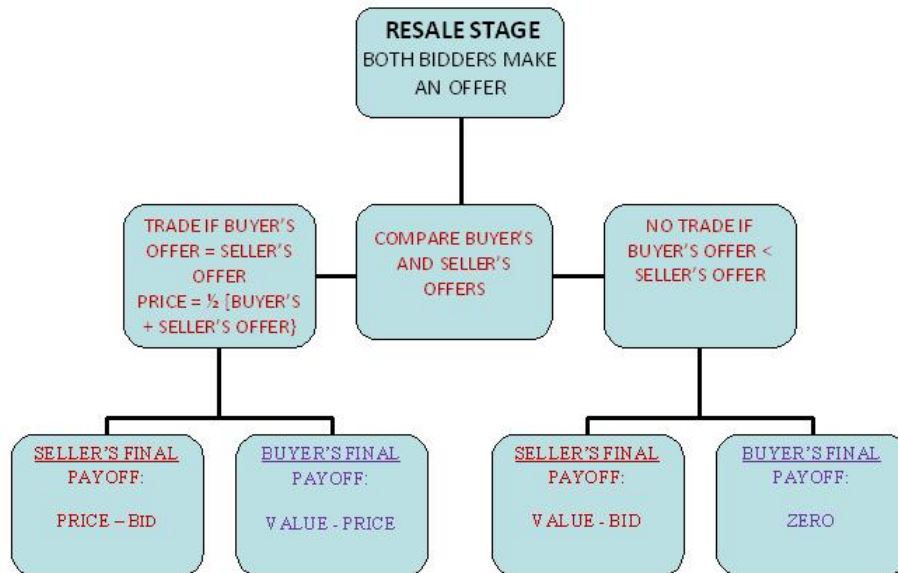 RESALE STAGE
BOTH BIDDERS MAKE
AN OFFER
TRADE IF BUYER'S
OFFER = SELLER'S
OFFER
PRICE = ½ [BUYER'S
+ SELLER'S OFFER}
COMPARE BUYER'S
AND SELLER'S
OFFERS
NO TRADE IF
BUYER'S OFFER <
SELLER'S OFFER
SELLER'S FINAL
PAYOFF:
PRICE – BID
BUYER'S FINAL
PAYOFF:
VALUE - PRICE
SELLER'S FINAL
PAYOFF:
VALUE - BID
BUYER'S FINAL
PAYOFF:
ZERO